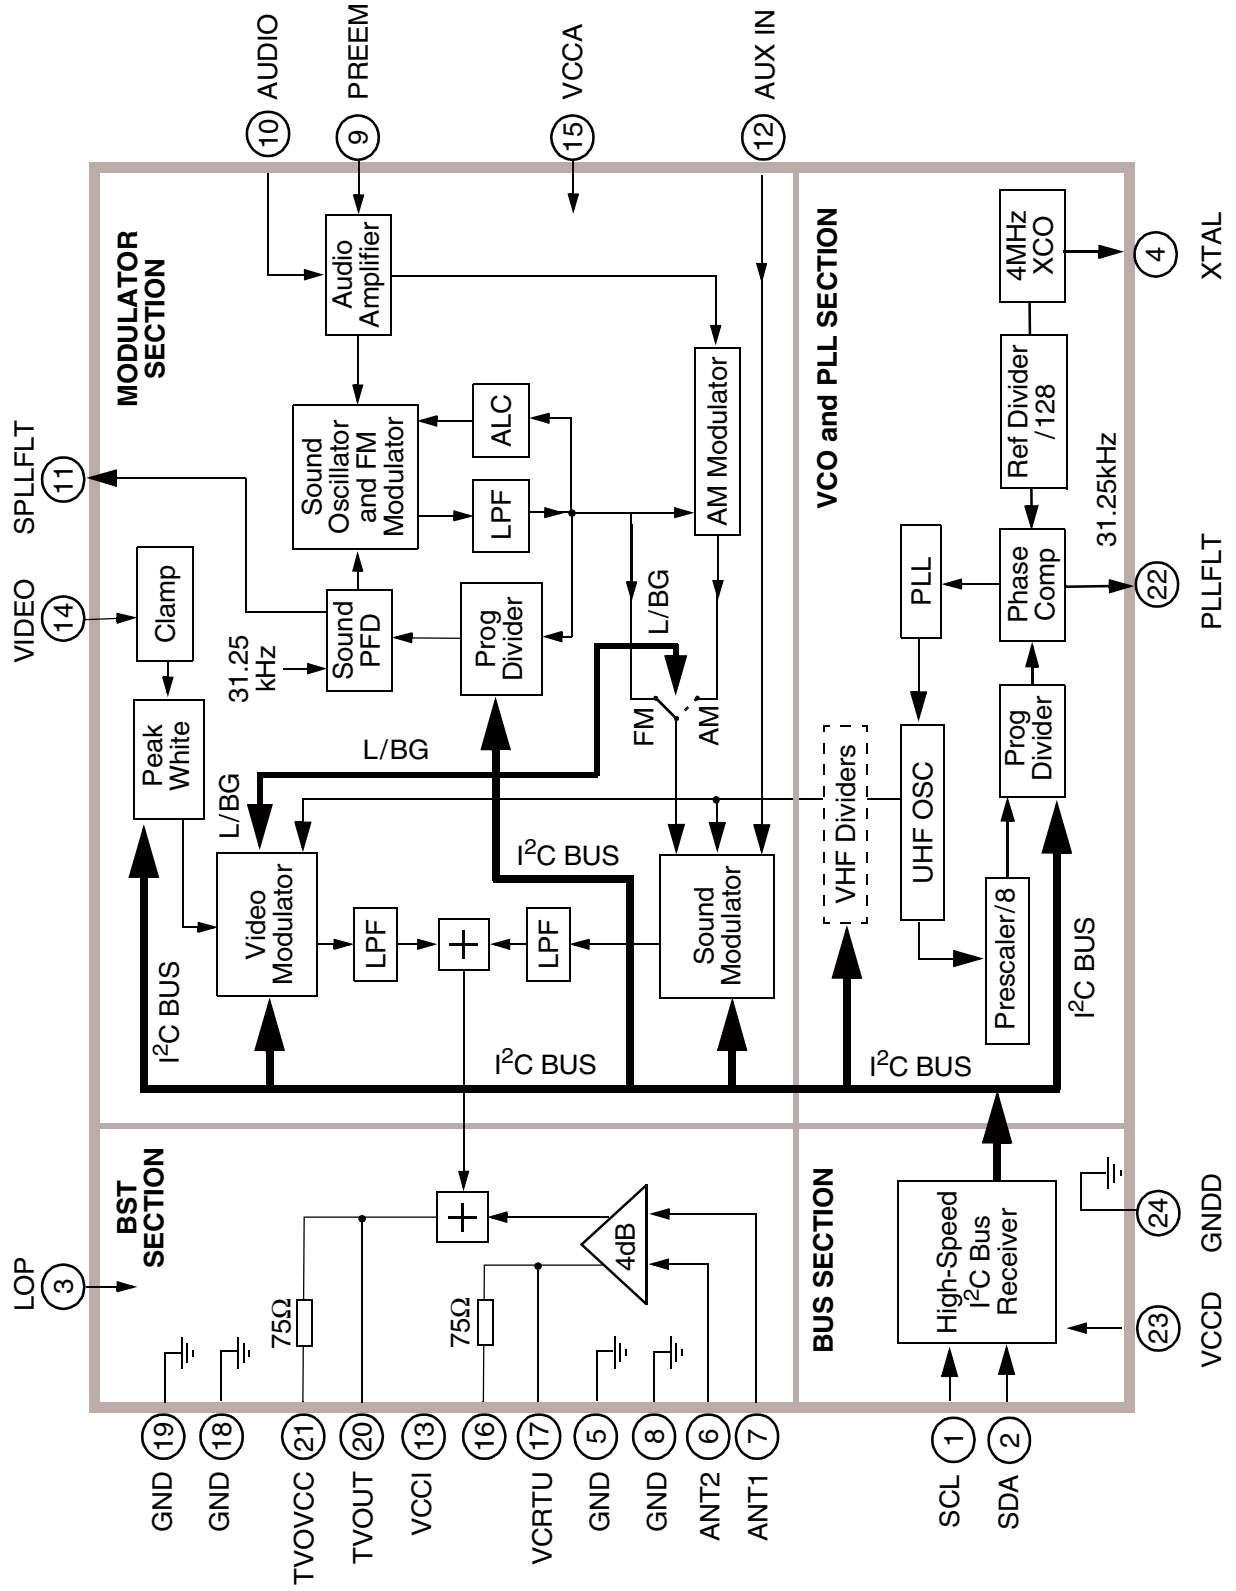 SPLLFLT
11
VIDEO
14
LOP
3
10
AUDIO
9
PREEM
15
VCCA
12
AUX IN
MODULATOR
SECTION
Clamp
Peak
White
31.25
kHz
Sound
PFD
Sound
Oscillator
and FM
Modulator
Audio
Amplifier
ALC
LPF
Prog
Divider
AM Modulator
L/BG
L/BG
L/BG
FM
AM
Video
Modulator
LPF
+
LPF
Sound
Modulator
I²C BUS
I²C BUS
I²C BUS
BST
SECTION
+
4dB
75Ω
75Ω
19
GND
18
GND
21
TVOVCC
20
TVOUT
13
VCCI
16
17
VCRTU
5
GND
8
GND
6
ANT2
7
ANT1
VCO and PLL SECTION
4MHz
XCO
Ref Divider
/128
31.25kHz
Phase
Comp
PLL
Prog
Divider
VHF Dividers
UHF OSC
Prescaler/8
I²C BUS
I²C BUS
4
XTAL
22
PLLFLT
BUS SECTION
High-Speed
I²C Bus
Receiver
1
SCL
2
SDA
24
GNDD
23
VCCD